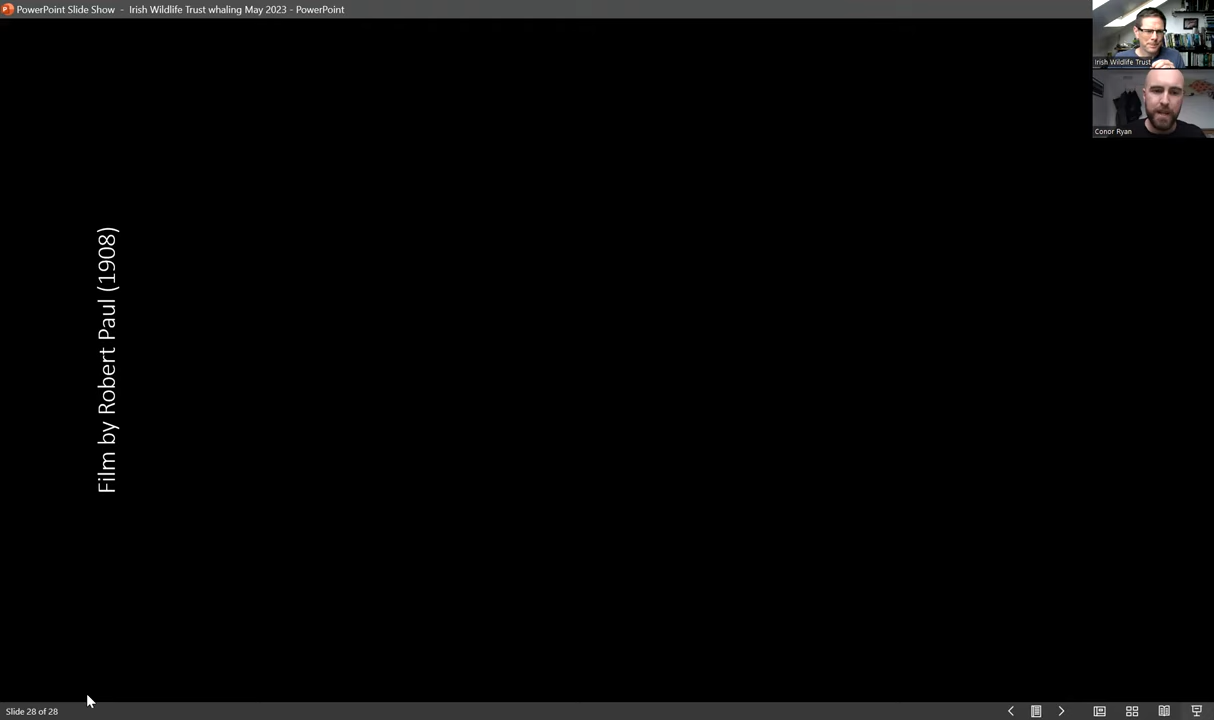 PowerPoint Slide Show - Irish Wildlife Trust whaling May 2023 - PowerPoint
Irish Wildlife Trust
Conor Ryan
Film by Robert Paul (1908)
Slide 28 of 28